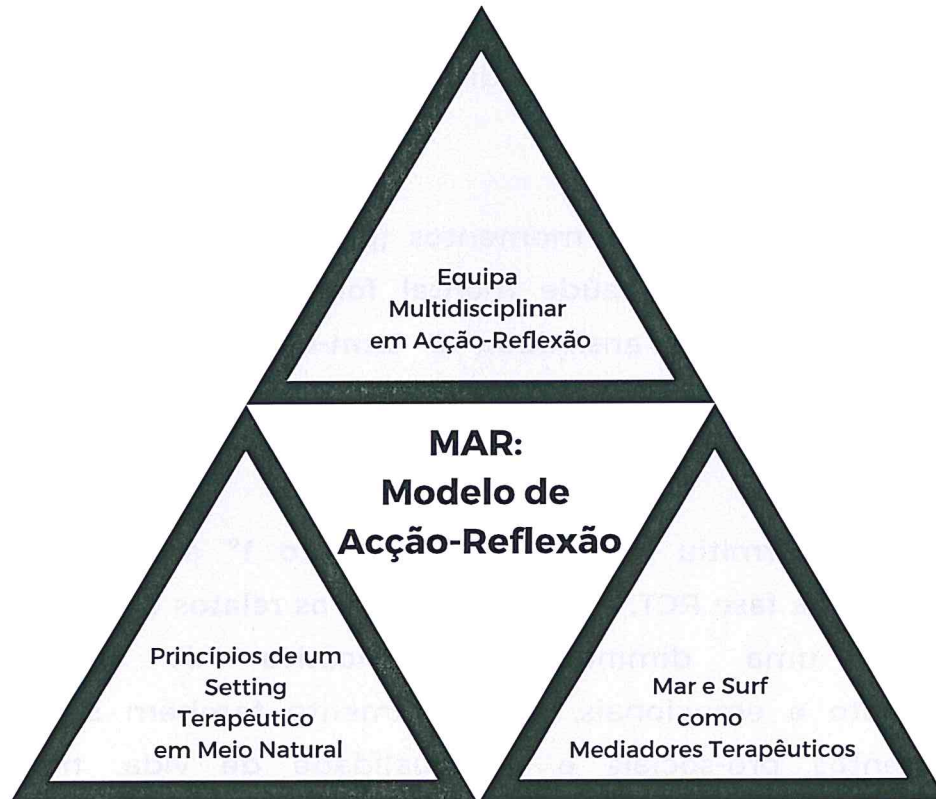 Equipa
Multidisciplinar
em Acção-Reflexão
MAR:
Modelo de
Acção-Reflexão
Princípios de um
Setting
Terapêutico
em Meio Natural
Mar e Surf
como
Mediadores Terapêuticos